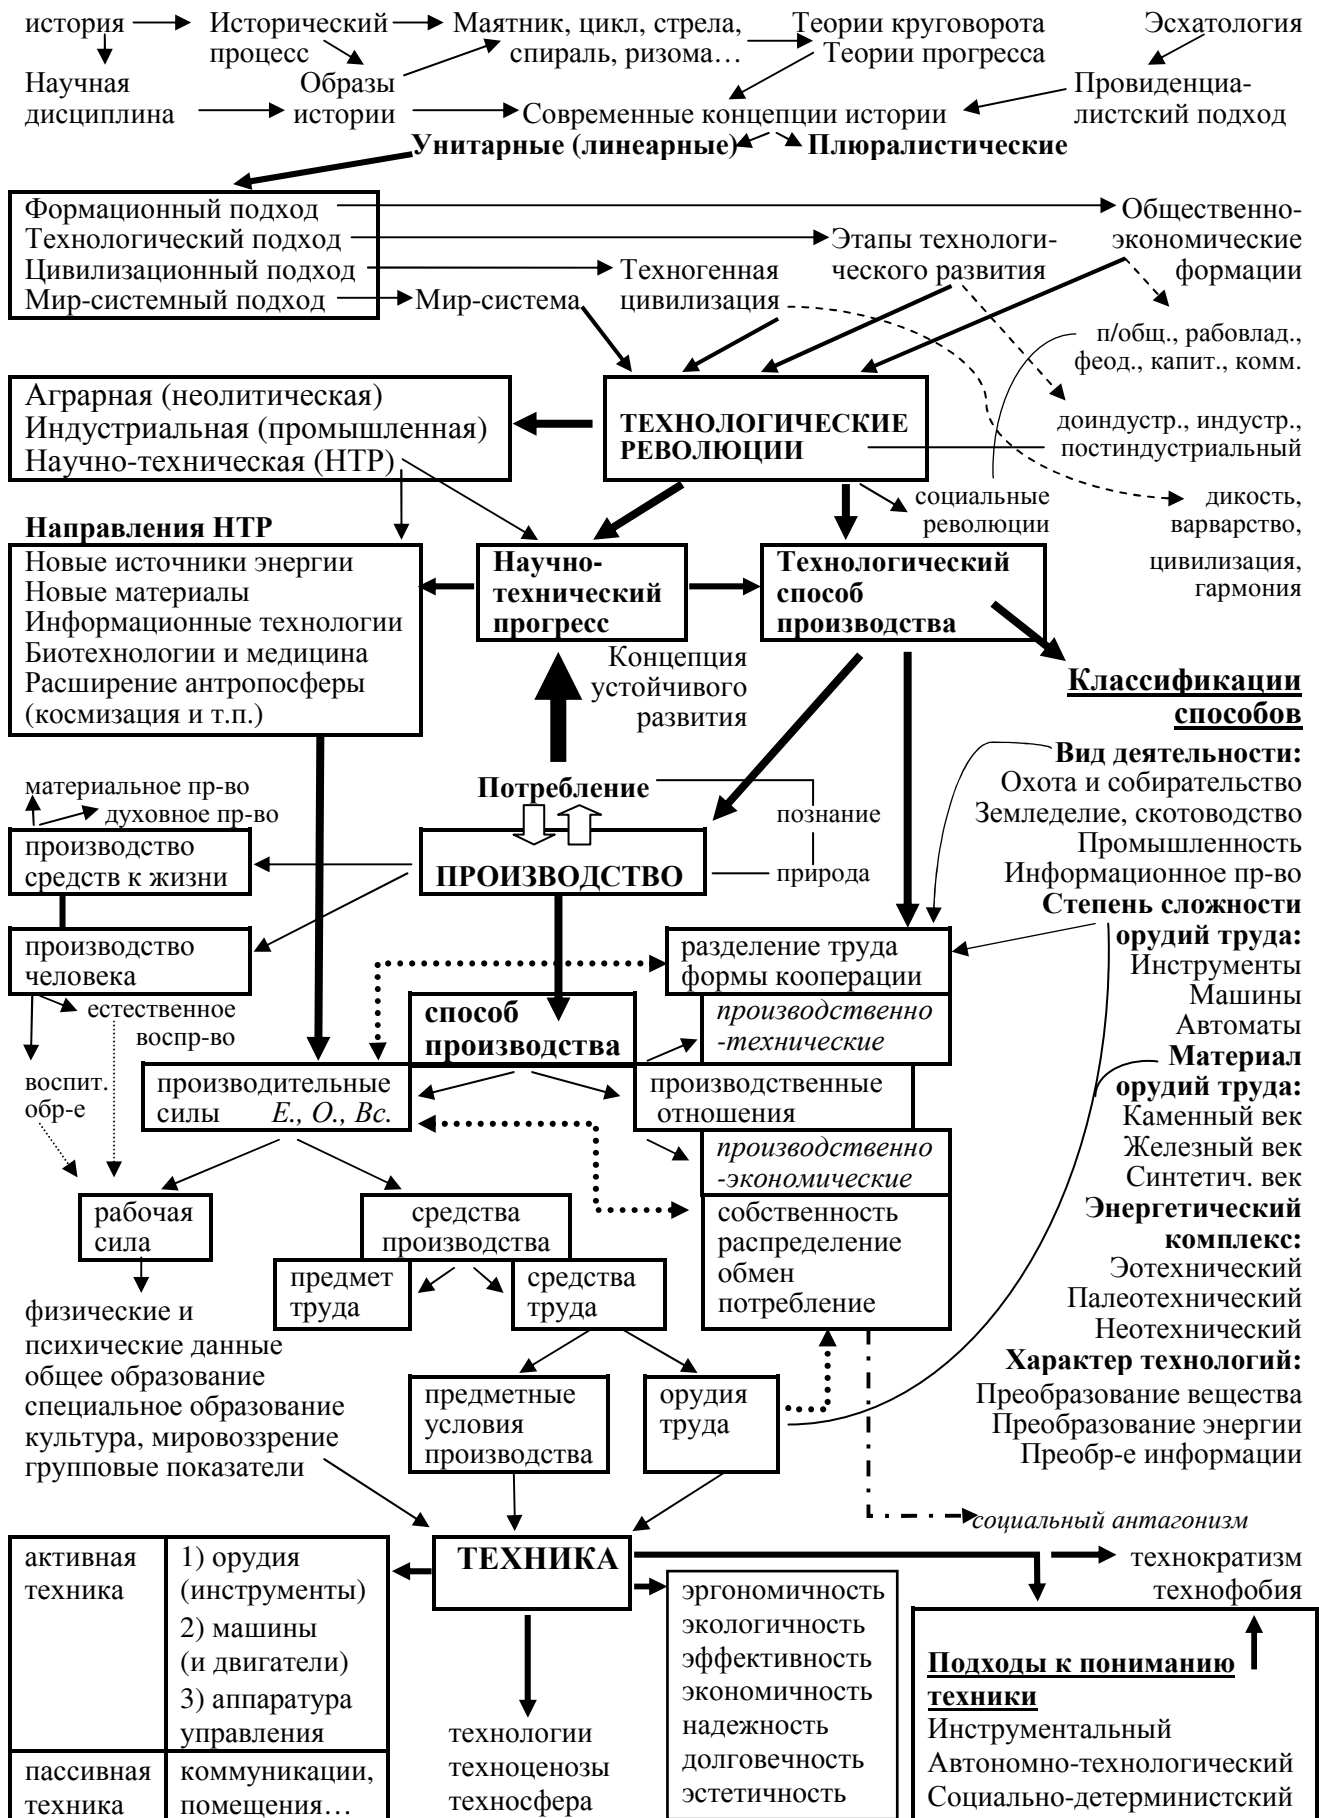 история
Исторический
процесс
Маятник, цикл, стрела,
спираль, ризома…
Теории круговорота
Теории прогресса
Эсхатология
Научная
дисциплина
Образы
истории
Современные концепции истории
Провиденциа-
листский подход
Унитарные (линеарные)
Плюралистические
Формационный подход
Технологический подход
Цивилизационный подход
Мир-системный подход
Мир-система
Техногенная
цивилизация
Этапы технологи-
ческого развития
Общественно-
экономические
формации
п/общ., рабовлад.,
феод., капит., комм.
Аграрная (неолитическая)
Индустриальная (промышленная)
Научно-техническая (НТР)
ТЕХНОЛОГИЧЕСКИЕ
РЕВОЛЮЦИИ
доиндустр., индустр.,
постиндустриальный
социальные
революции
дикость,
варварство,
цивилизация,
гармония
Направления НТР
Новые источники энергии
Новые материалы
Информационные технологии
Биотехнологии и медицина
Расширение антропосферы
(космизация и т.п.)
Научно-
технический
прогресс
Технологический
способ
производства
Концепция
устойчивого
развития
Классификации
способов
Вид деятельности:
Охота и собирательство
Земледелие, скотоводство
Промышленность
Информационное пр-во
Степень сложности
орудий труда:
Инструменты
Машины
Автоматы
Материал
орудий труда:
Каменный век
Железный век
Синтетич. век
Энергетический
комплекс:
Эотехнический
Палеотехнический
Неотехнический
Характер технологий:
Преобразование вещества
Преобразование энергии
Преобр-е информации
материальное пр-во
духовное пр-во
Потребление
познание
природа
производство
средств к жизни
ПРОИЗВОДСТВО
производство
человека
естественное
воспр-во
воспит.
обр-е
разделение труда
формы кооперации
способ
производства
производственно
-технические
производительные
силы Е., О., Вс.
производственные
отношения
производственно
-экономические
рабочая
сила
средства
производства
собственность
распределение
обмен
потребление
предмет
труда
средства
труда
физические и
психические данные
общее образование
специальное образование
культура, мировоззрение
групповые показатели
предметные
условия
производства
орудия
труда
социальный антагонизм
ТЕХНИКА
технократизм
технофобия
активная
техника
1) орудия
(инструменты)
2) машины
(и двигатели)
3) аппаратура
управления
пассивная
техника
коммуникации,
помещения…
технологии
техноценозы
техносфера
эргономичность
экологичность
эффективность
экономичность
надежность
долговечность
эстетичность
Подходы к пониманию
техники
Инструментальный
Автономно-технологический
Социально-детерминистский